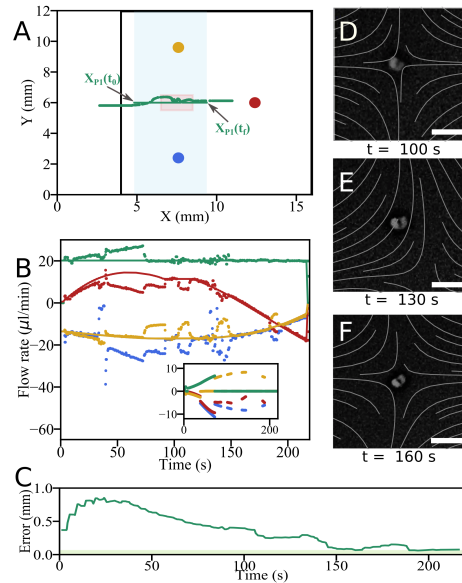 A
Y (mm)
12
10
8
6
4
2
0
X_P1(t_0)
X_P1(t_f)
0
5
10
15
X (mm)
B
Flow rate (μl/min)
20
0
−20
−40
−60
10
0
−10
0
200
0
50
100
150
200
Time (s)
C
Error (mm)
1.0
0.5
0.0
0
50
100
150
200
Time (s)
D
t = 100 s
E
t = 130 s
F
t = 160 s